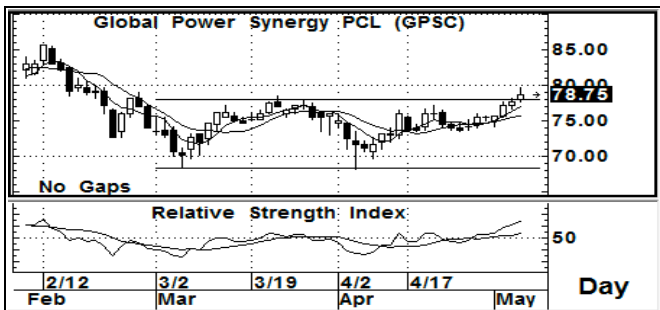 Global Power Synergy PCL (GPSC)
85.00
80.00
78.75
75.00
70.00
No Gaps
Relative Strength Index
50
2/12 3/2 3/19 4/2 4/17
Feb Mar Apr May
Day